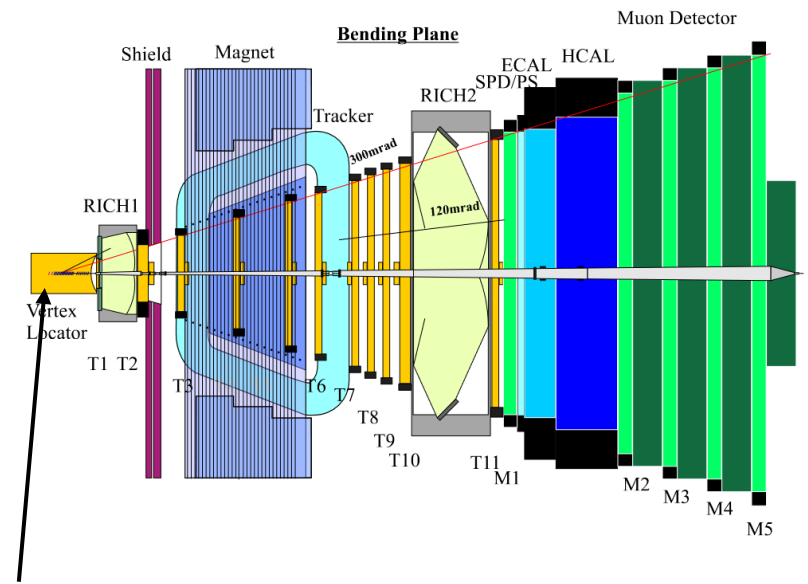 Muon Detector
Bending Plane
Shield
Magnet
HCAL
ECAL
SPD/PS
RICH2
Tracker
300mrad
120mrad
RICH1
Vertex
Locator
T1 T2
T3
T6
T7
T8
T9
T10
T11
M1
M2
M3
M4
M5